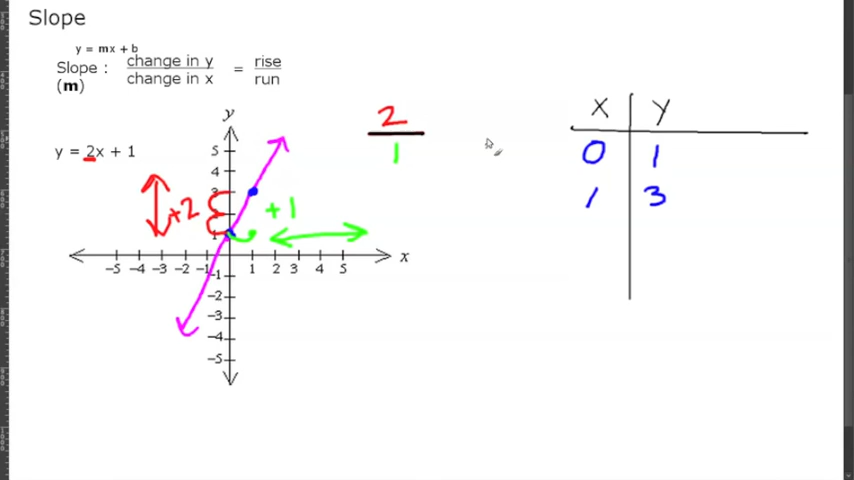 Slope
y = mx + b
Slope : change in y = rise
(m) change in x run
y = 2x + 1
2
1
+2
+1
y
5
4
3
1
-5 -4 -3 -2 -1 1 2 3 4 5 x
-1
-2
-3
-4
-5
X Y
0 1
1 3